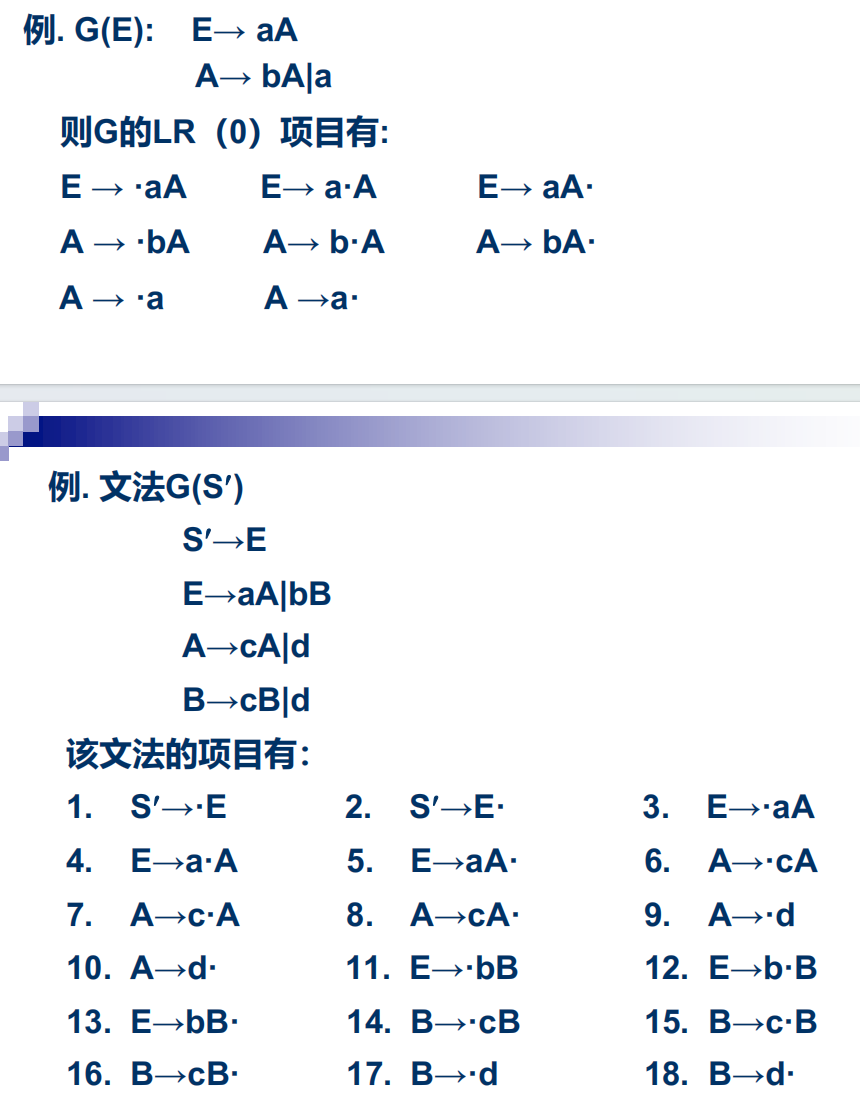 例. G(E): E→ aA
A→ bA|a
则G的LR（0）项目有:
E → ·aA E→ a·A E→ aA·
A → ·bA A→ b·A A→ bA·
A → ·a A →a·
例. 文法G(S′)
S′→E
E→aA|bB
A→cA|d
B→cB|d
该文法的项目有：
1. S′→·E 2. S′→E· 3. E→·aA
4. E→a·A 5. E→aA· 6. A→·cA
7. A→c·A 8. A→cA· 9. A→·d
10. A→d· 11. E→·bB 12. E→b·B
13. E→bB· 14. B→·cB 15. B→c·B
16. B→cB· 17. B→·d 18. B→d·